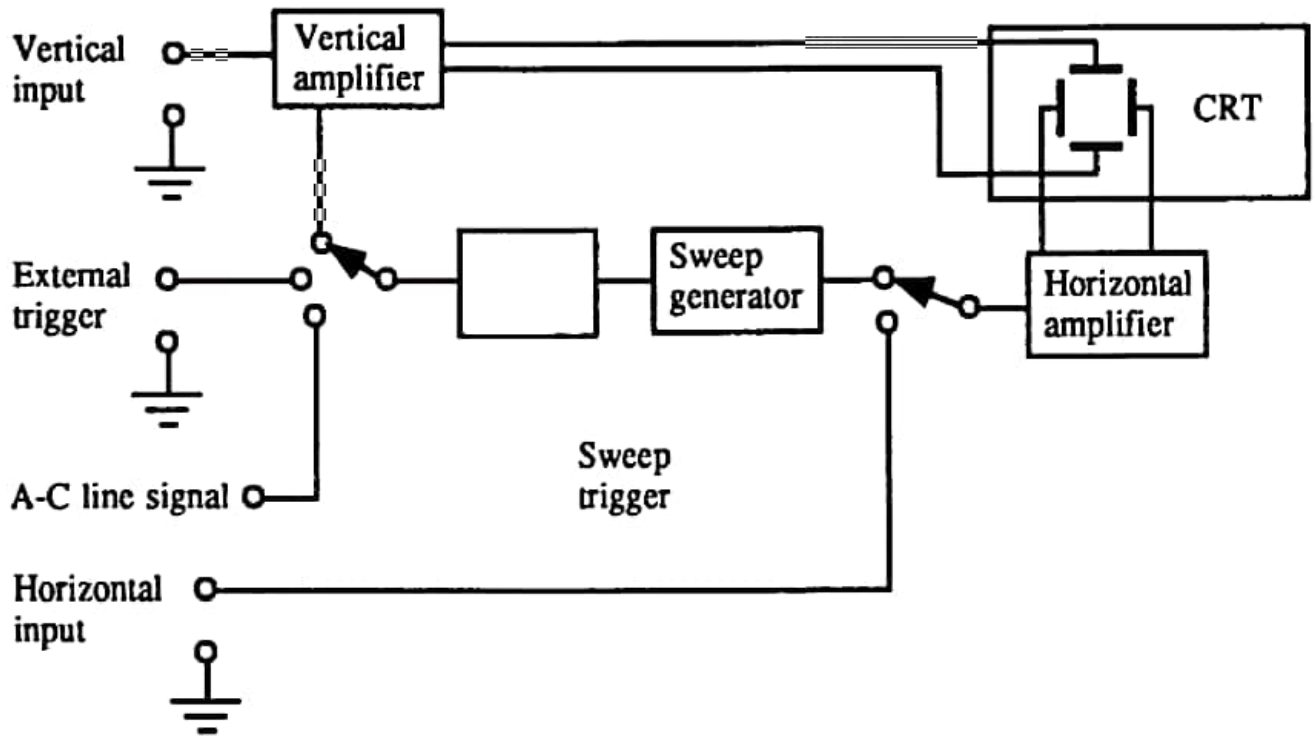 Vertical
input
Vertical
amplifier
CRT
External
trigger
Sweep
generator
Horizontal
amplifier
A-C line signal
Sweep
trigger
Horizontal
input